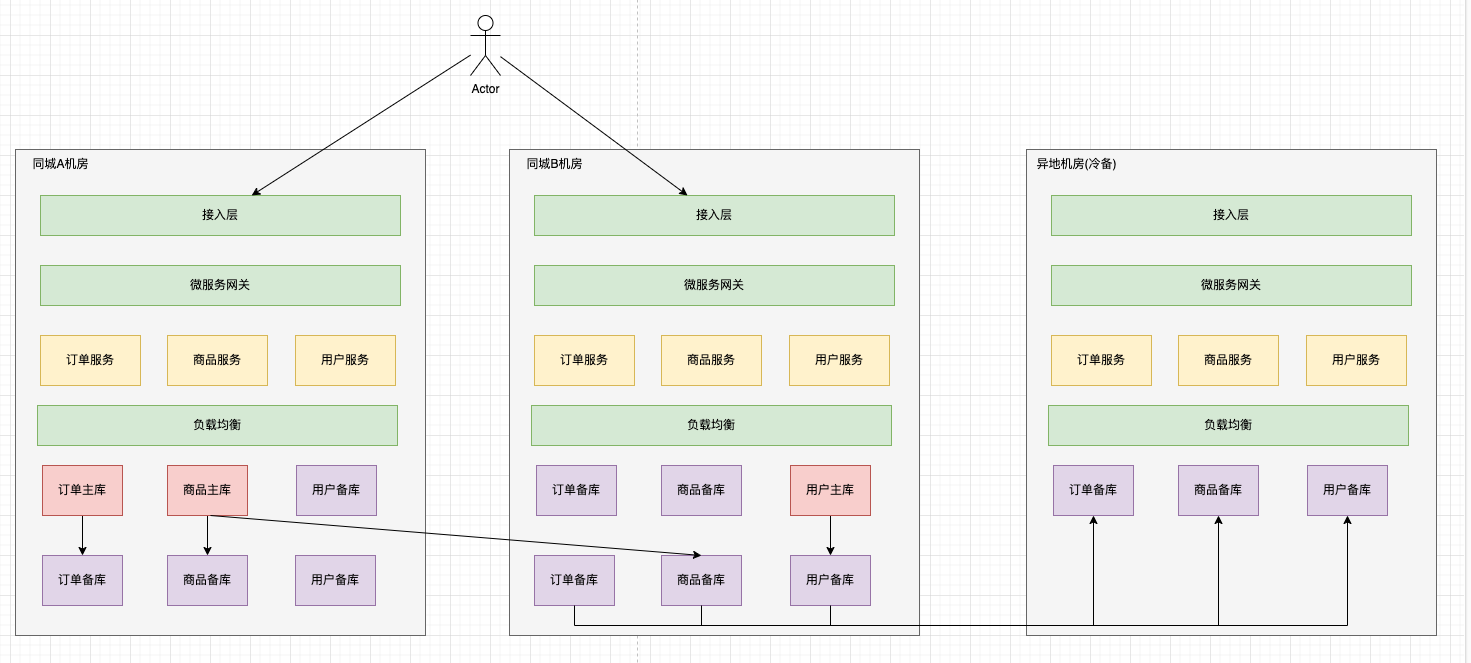 Actor
同城A机房
同城B机房
异地机房(冷备)
接入层
接入层
接入层
微服务网关
微服务网关
微服务网关
订单服务
商品服务
用户服务
订单服务
商品服务
用户服务
订单服务
商品服务
用户服务
负载均衡
负载均衡
负载均衡
订单主库
商品主库
用户备库
订单备库
商品备库
用户主库
订单备库
商品备库
用户备库
订单备库
商品备库
用户备库
订单备库
商品备库
用户备库